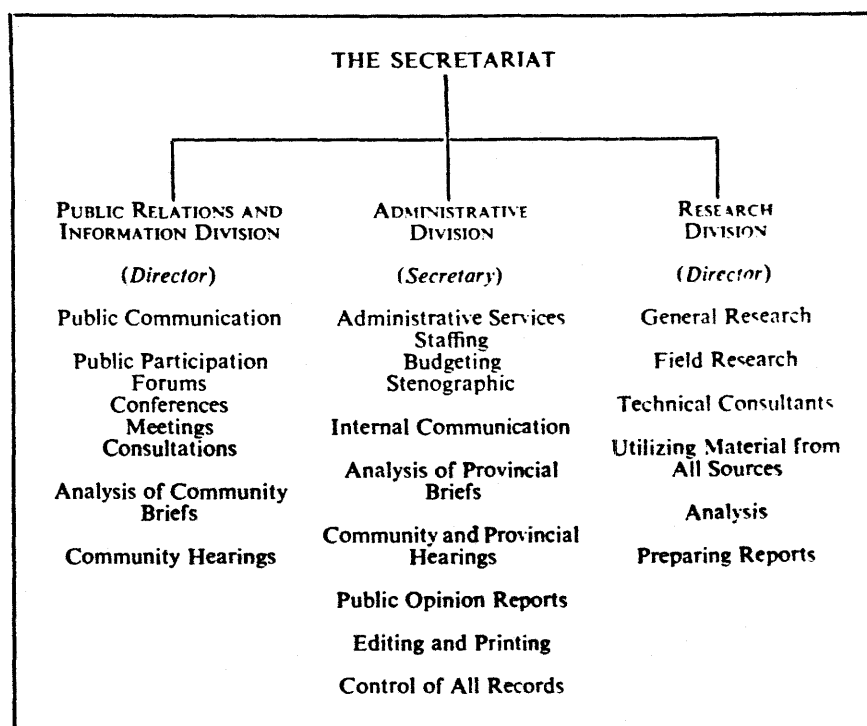 THE SECRETARIAT
PUBLIC RELATIONS AND
INFORMATION DIVISION
(Director)
Public Communication
Public Participation
Forums
Conferences
Meetings
Consultations
Analysis of Community
Briefs
Community Hearings
ADMINISTRATIVE
DIVISION
(Secretary)
Administrative Services
Staffing
Budgeting
Stenographic
Internal Communication
Analysis of Provincial
Briefs
Community and Provincial
Hearings
Public Opinion Reports
Editing and Printing
Control of All Records
RESEARCH
DIVISION
(Director)
General Research
Field Research
Technical Consultants
Utilizing Material from
All Sources
Analysis
Preparing Reports